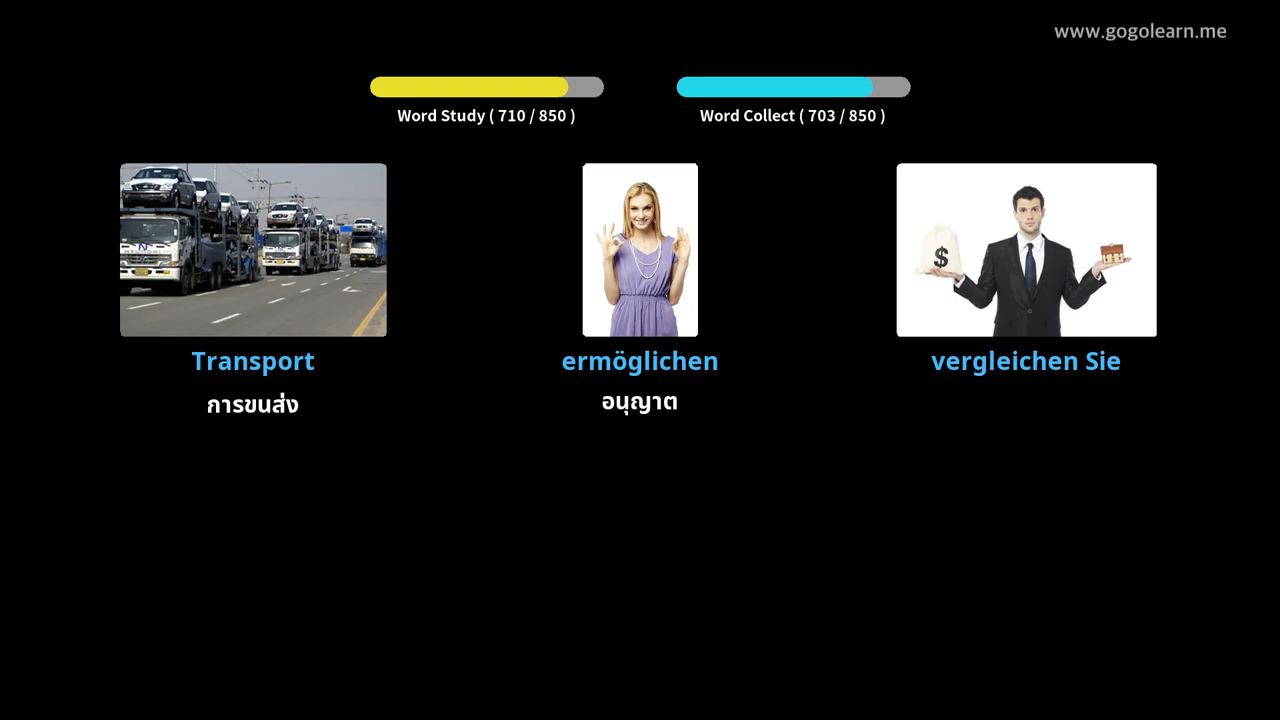 www.gogolearn.me
Word Study ( 710 / 850 )
Word Collect ( 703 / 850 )
Transport
ermöglichen
vergleichen Sie
การขนส่ง
อนุญาต
$